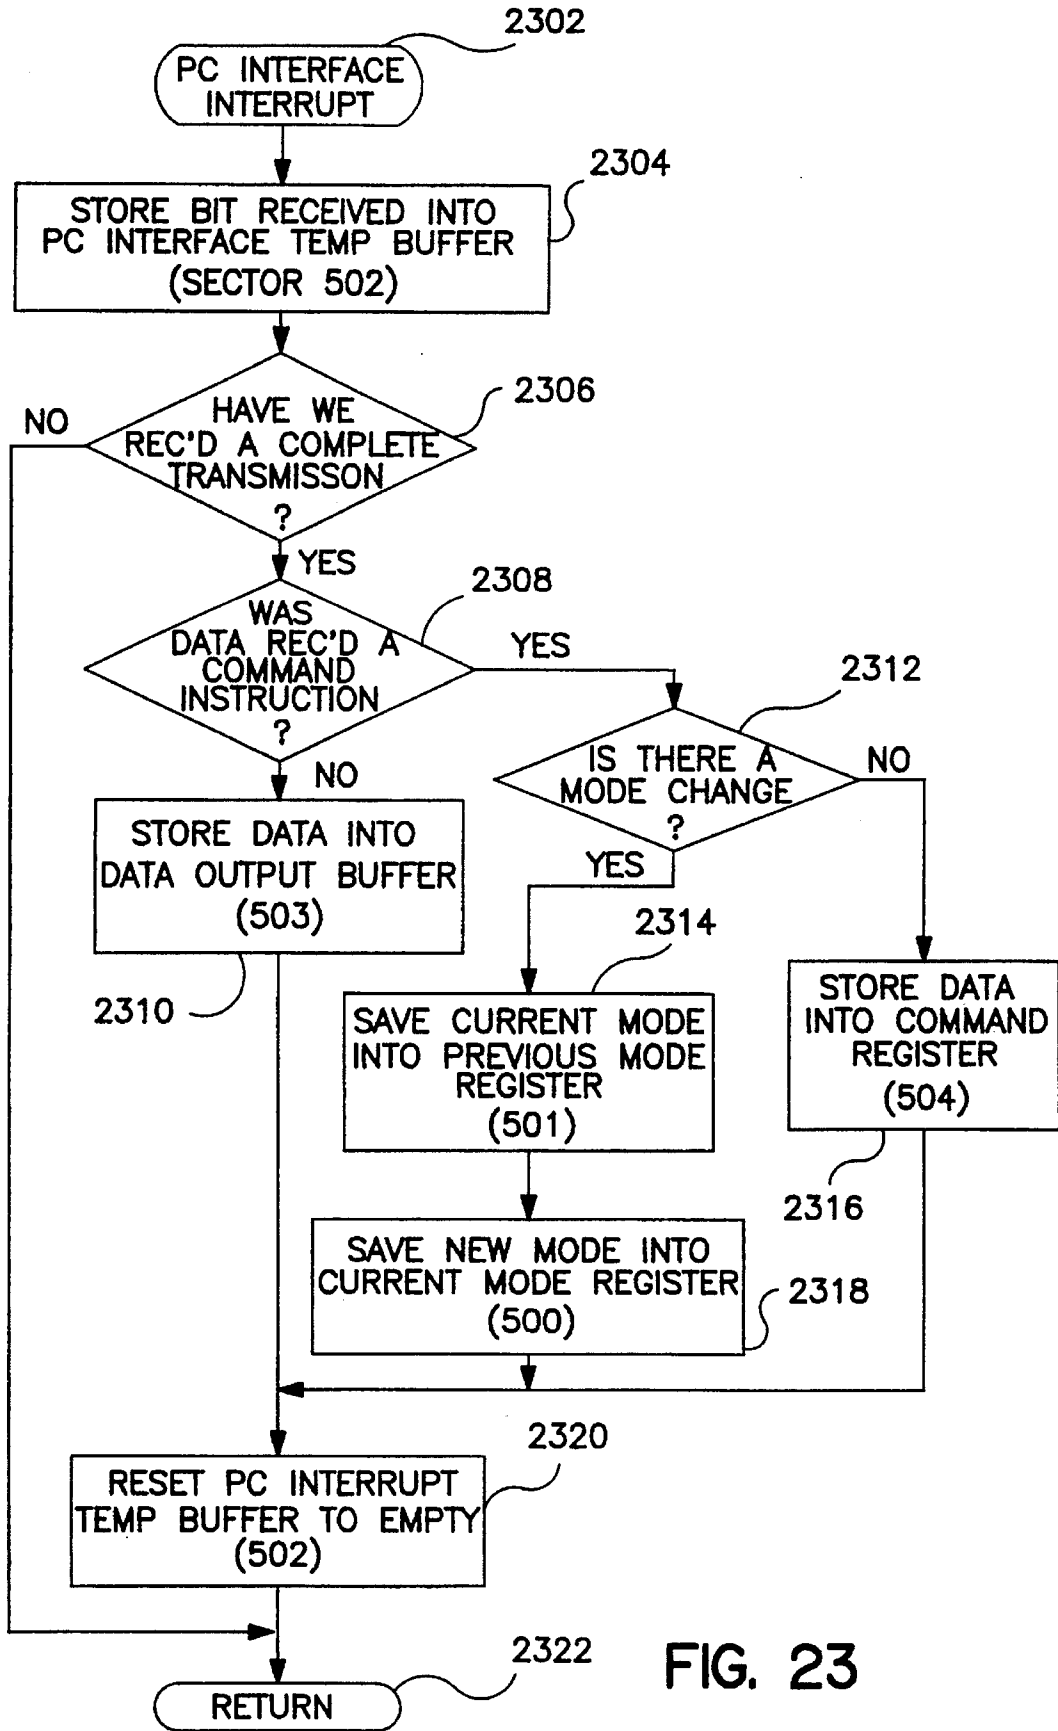 2302
PC INTERFACE
INTERRUPT
2304
STORE BIT RECEIVED INTO
PC INTERFACE TEMP BUFFER
(SECTOR 502)
2306
NO
HAVE WE
REC'D A COMPLETE
TRANSMISSON
?
YES
2308
WAS
DATA REC'D A
COMMAND
INSTRUCTION
?
YES
2312
IS THERE A
MODE CHANGE
?
NO
NO
YES
STORE DATA INTO
DATA OUTPUT BUFFER
(503)
2310
2314
SAVE CURRENT MODE
INTO PREVIOUS MODE
REGISTER
(501)
STORE DATA
INTO COMMAND
REGISTER
(504)
2316
SAVE NEW MODE INTO
CURRENT MODE REGISTER
(500)
2318
2320
RESET PC INTERRUPT
TEMP BUFFER TO EMPTY
(502)
2322
RETURN
FIG. 23